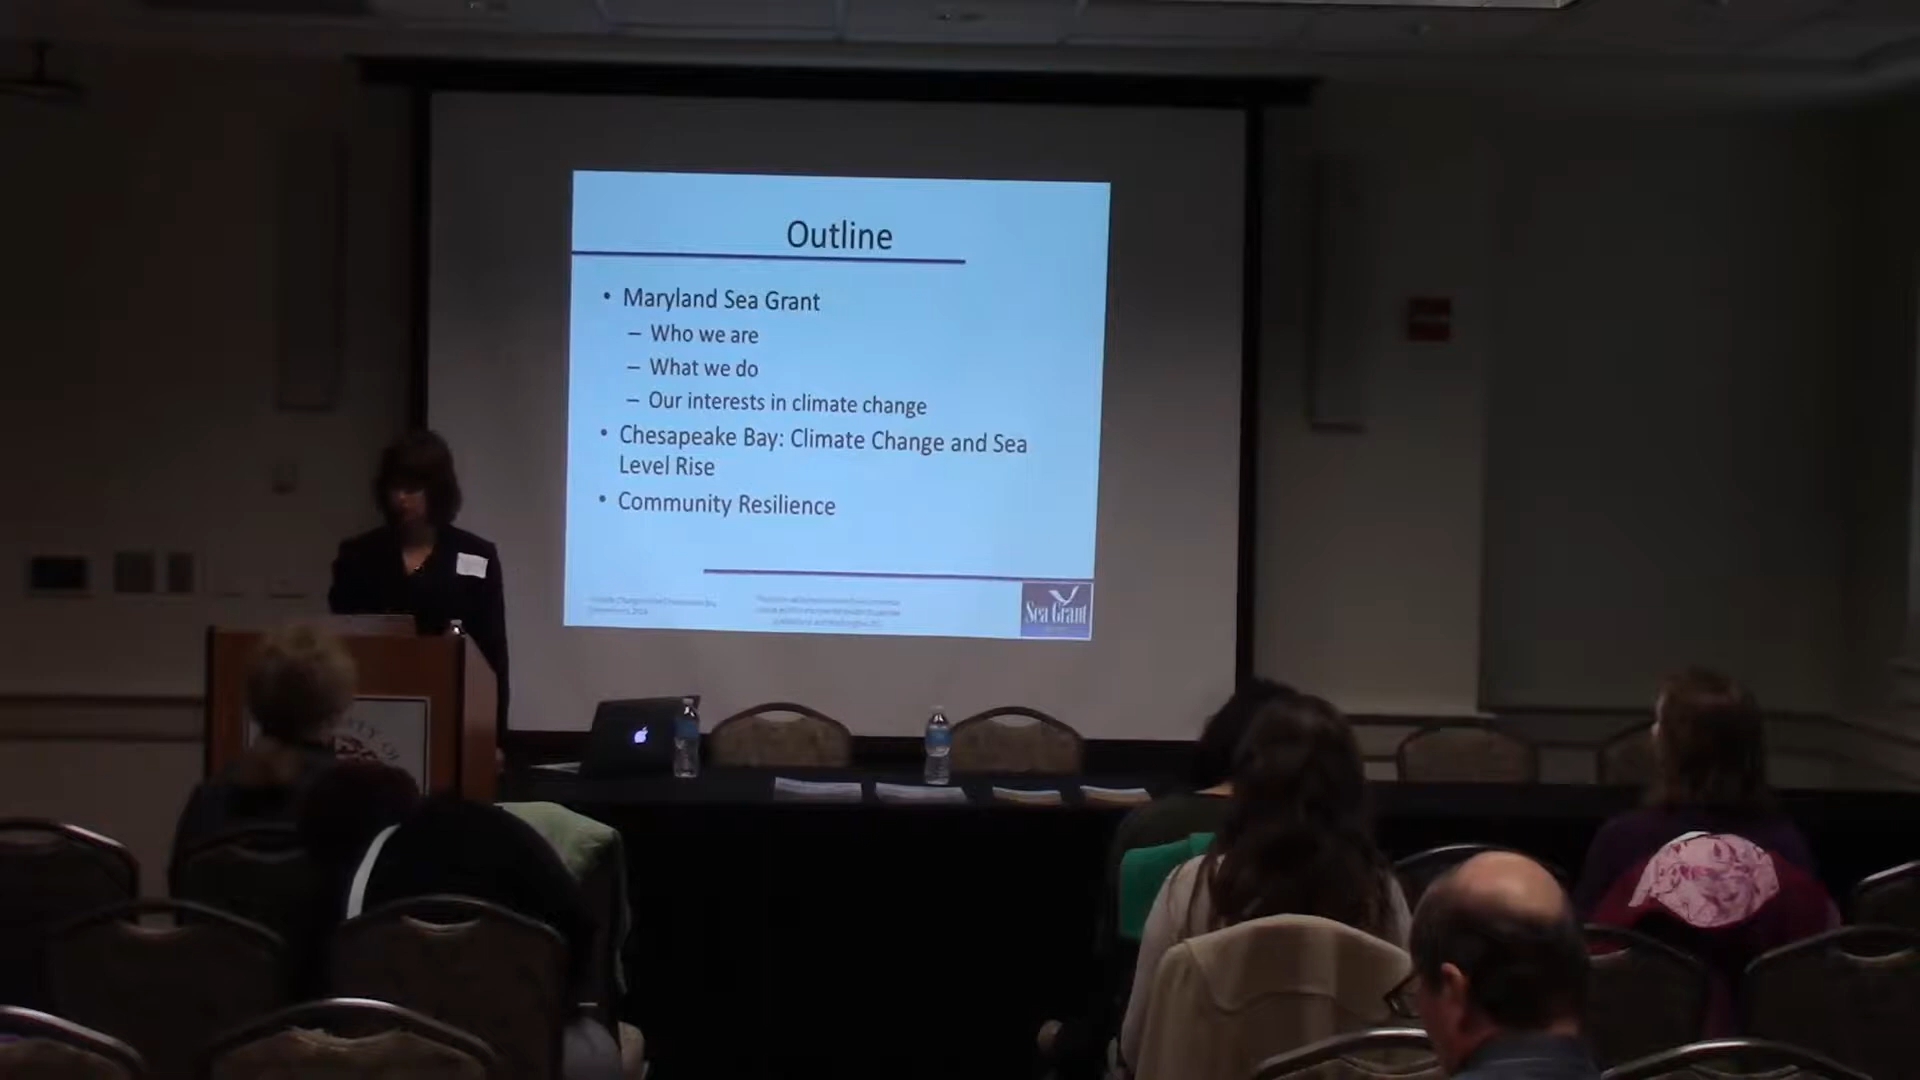 Outline
• Maryland Sea Grant
– Who we are
– What we do
– Our interests in climate change
• Chesapeake Bay: Climate Change and Sea
Level Rise
• Community Resilience
Sea Grant